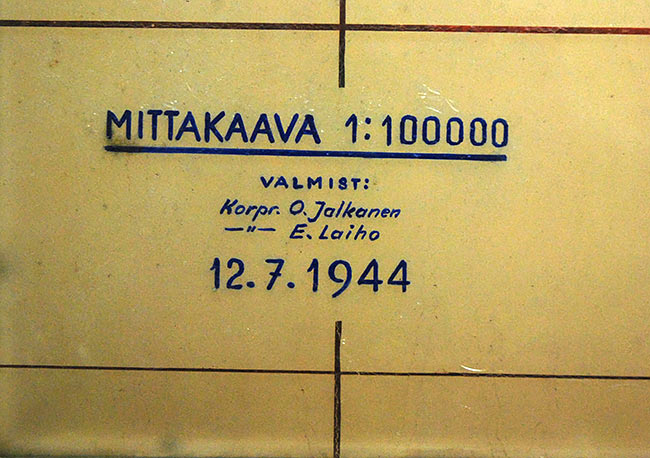 MITTAKAAVA 1:100000
VALMIST:
Korpr. O. Jalkanen
—"— E. Laiho
12.7.1944